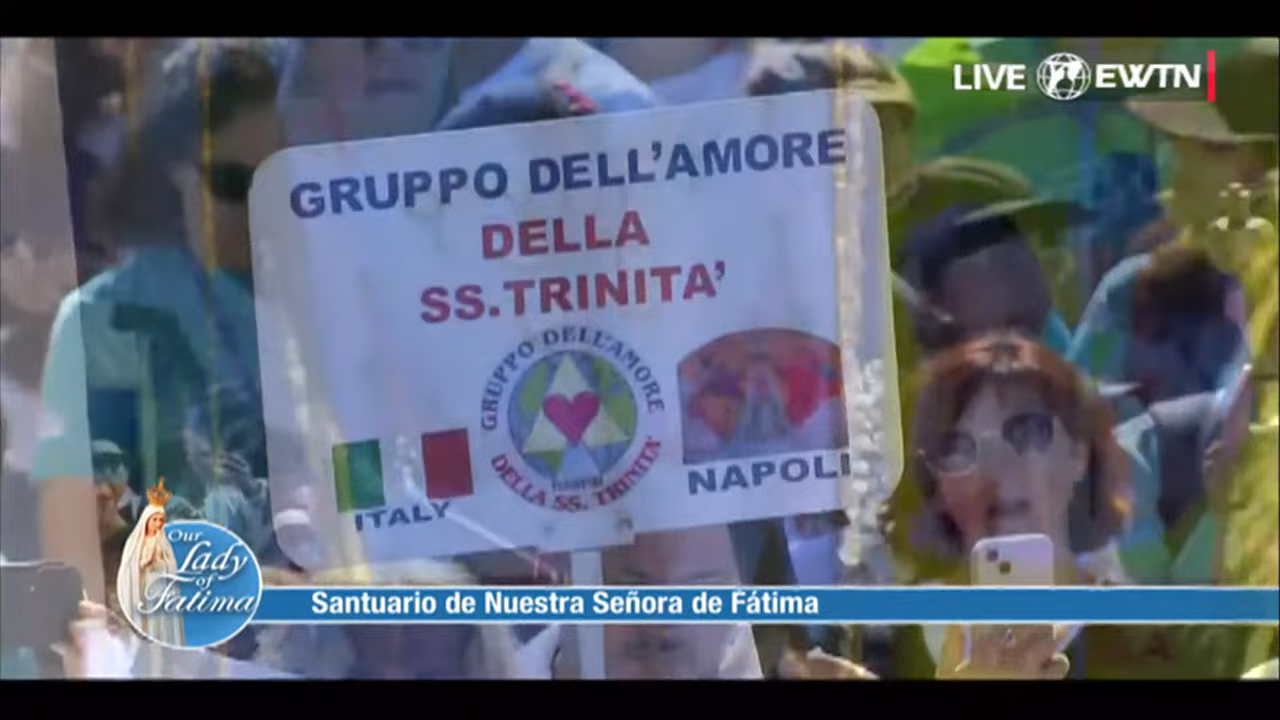 LIVE EWTN
GRUPPO DELL'AMORE
DELLA
SS.TRINITA'
GRUPPO DELL'AMORE
DELLA SS. TRINITA'
NAPOLI
ITALY
Our
Lady
of
Fatima
Santuario de Nuestra Señora de Fátima